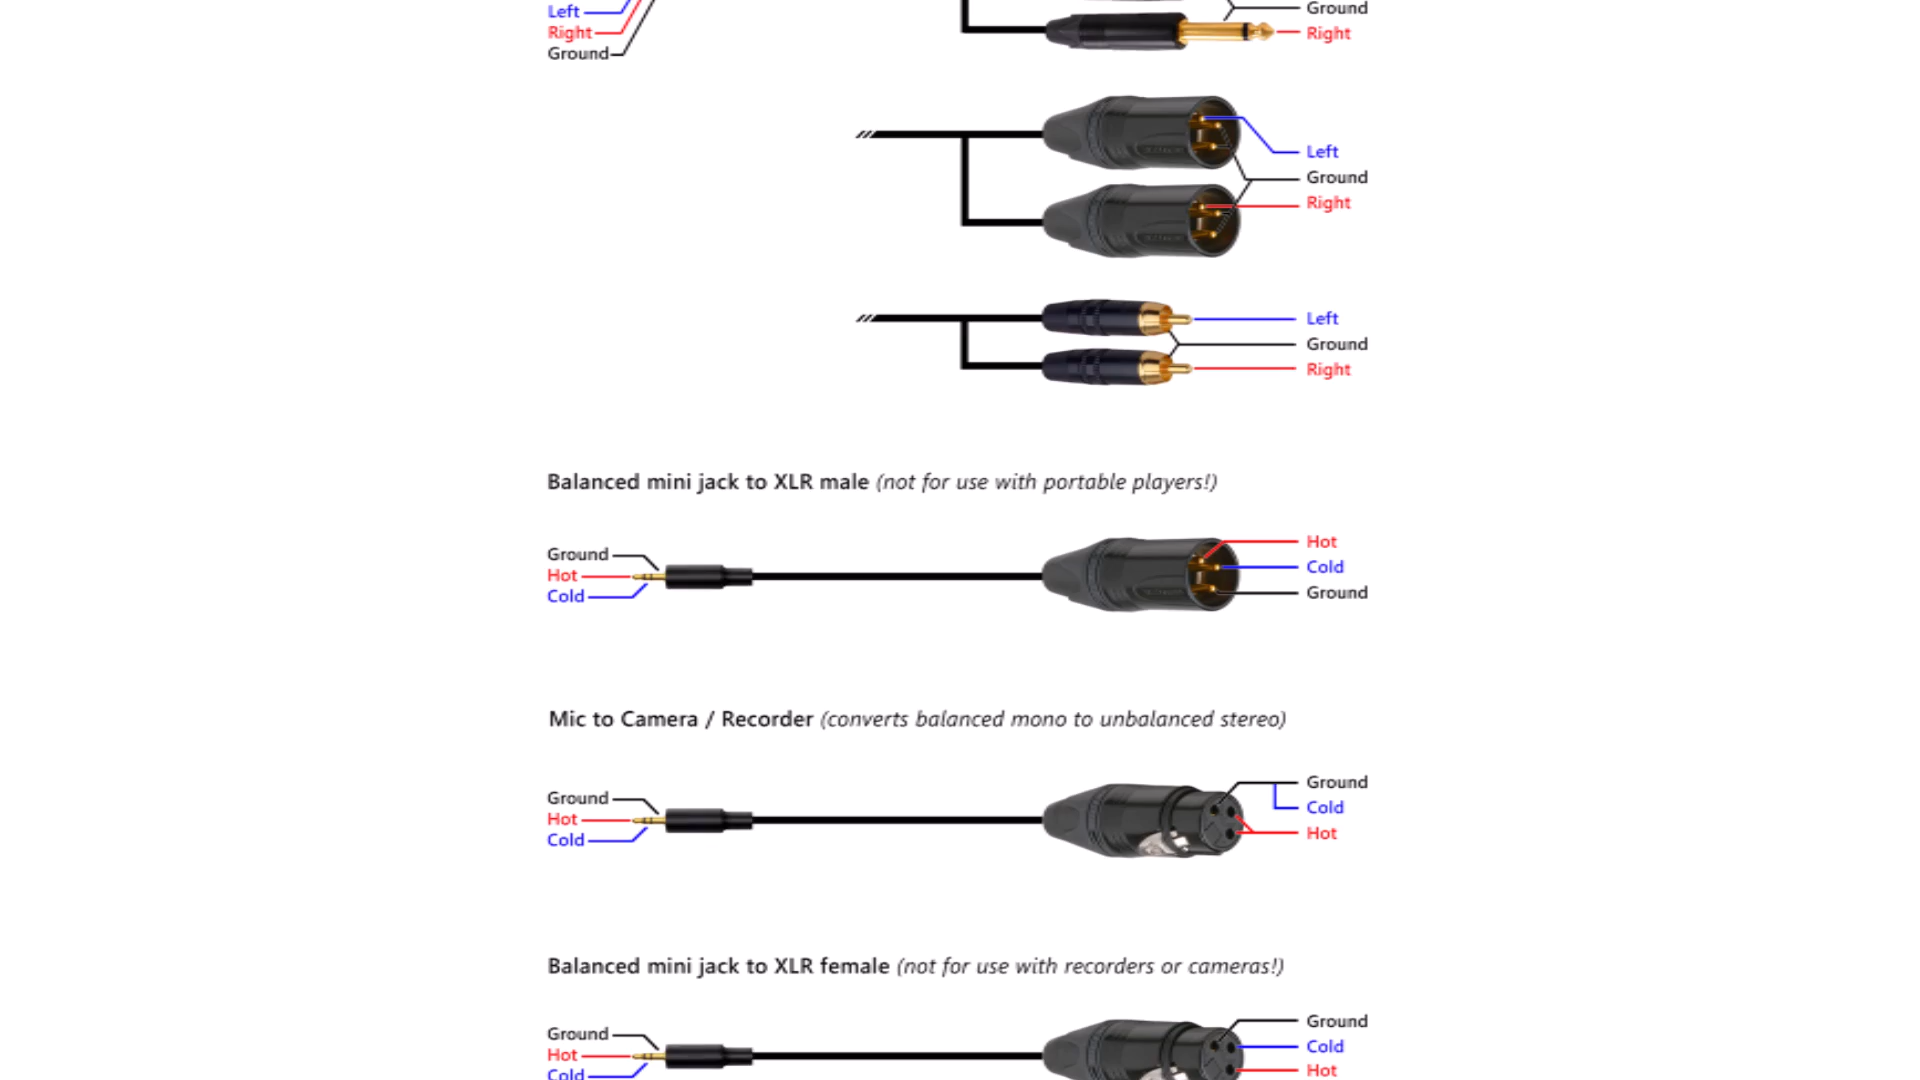 Left
Right
Ground
Ground
Right
Left
Ground
Right
Left
Ground
Right
Balanced mini jack to XLR male (not for use with portable players!)
Ground
Hot
Cold
Hot
Cold
Ground
Mic to Camera / Recorder (converts balanced mono to unbalanced stereo)
Ground
Hot
Cold
Ground
Cold
Hot
Balanced mini jack to XLR female (not for use with recorders or cameras!)
Ground
Hot
Cold
Ground
Cold
Hot